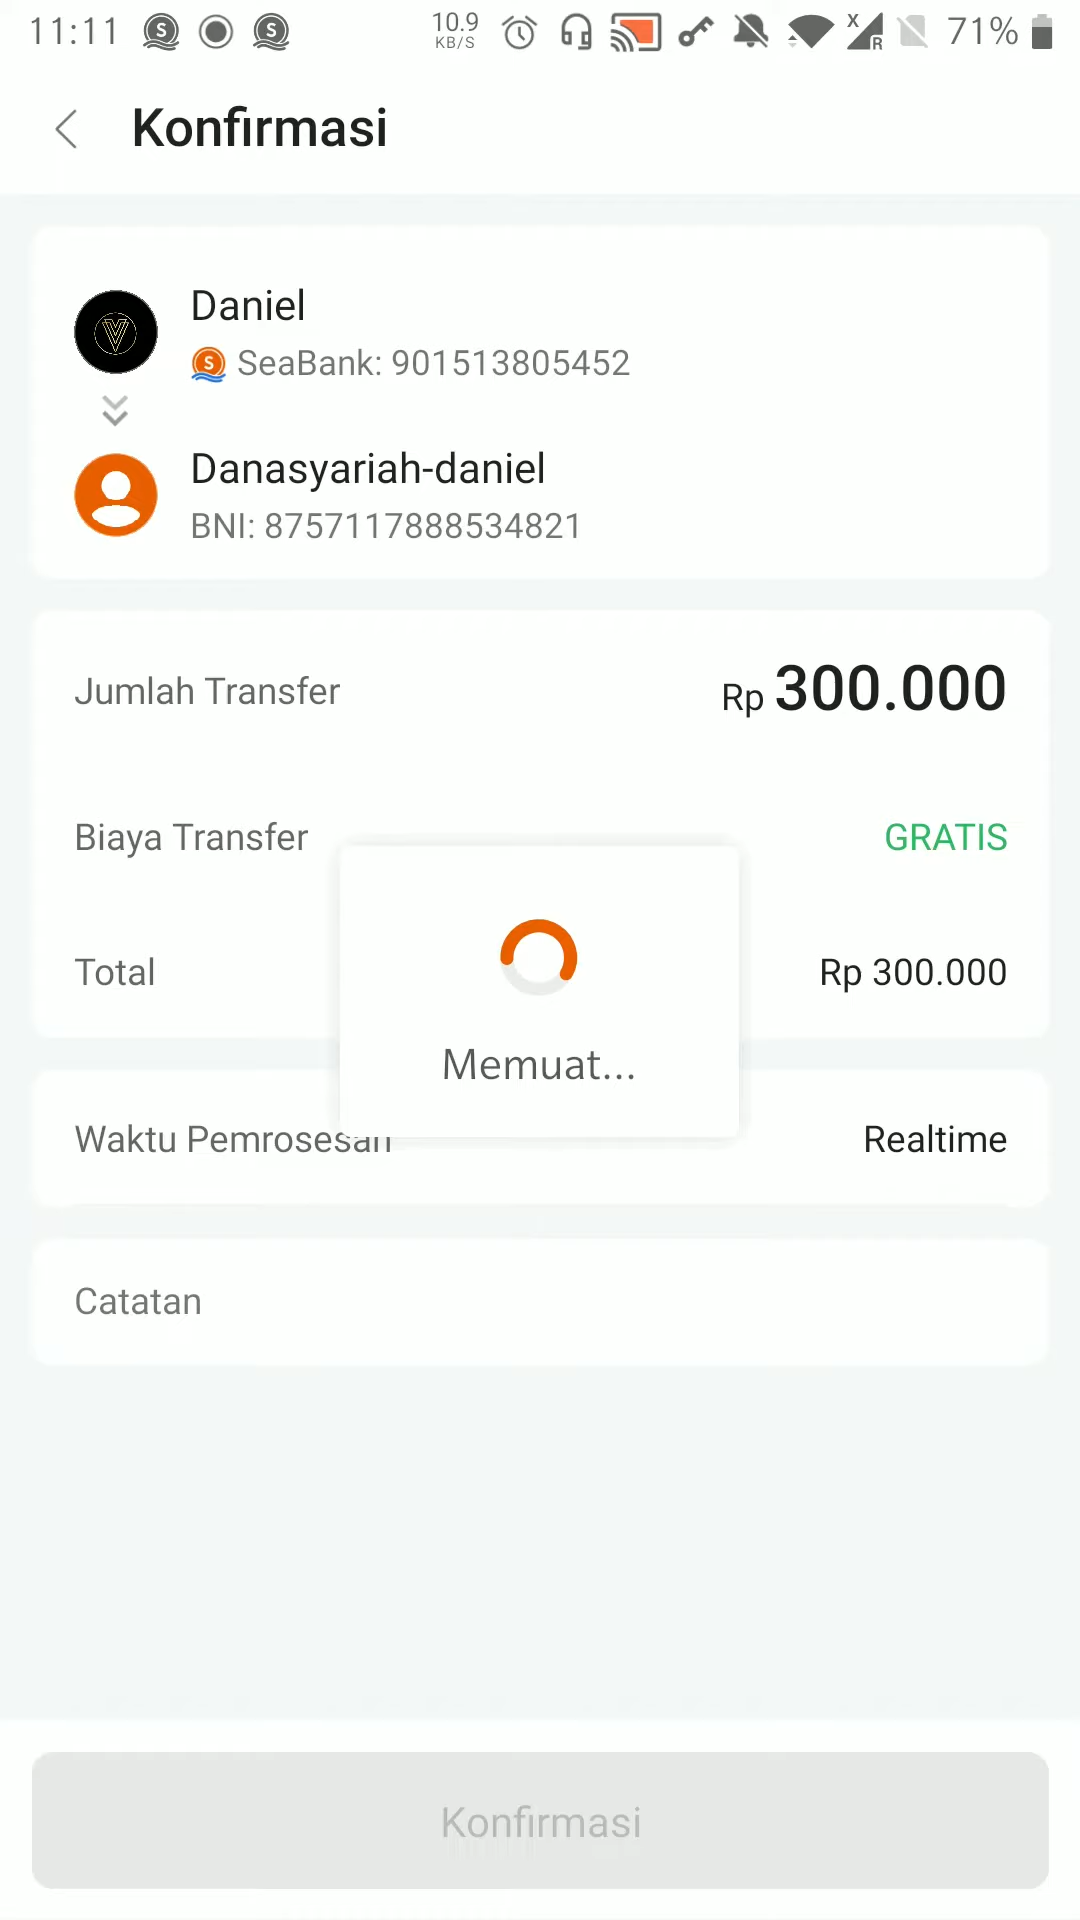 11:11 10.9 KB/S X R 71%
Konfirmasi
Daniel
SeaBank: 901513805452
Danasyariah-daniel
BNI: 8757117888534821
Jumlah Transfer Rp 300.000
Biaya Transfer GRATIS
Total Rp 300.000
Memuat...
Waktu Pemrosesan Realtime
Catatan
Konfirmasi